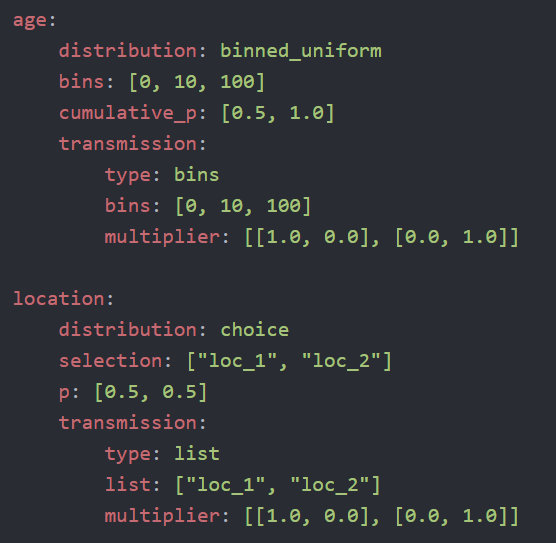 age:
    distribution: binned_uniform
    bins: [0, 10, 100]
    cumulative_p: [0.5, 1.0]
    transmission:
        type: bins
        bins: [0, 10, 100]
        multiplier: [[1.0, 0.0], [0.0, 1.0]]
location:
    distribution: choice
    selection: ["loc_1", "loc_2"]
    p: [0.5, 0.5]
    transmission:
        type: list
        list: ["loc_1", "loc_2"]
        multiplier: [[1.0, 0.0], [0.0, 1.0]]